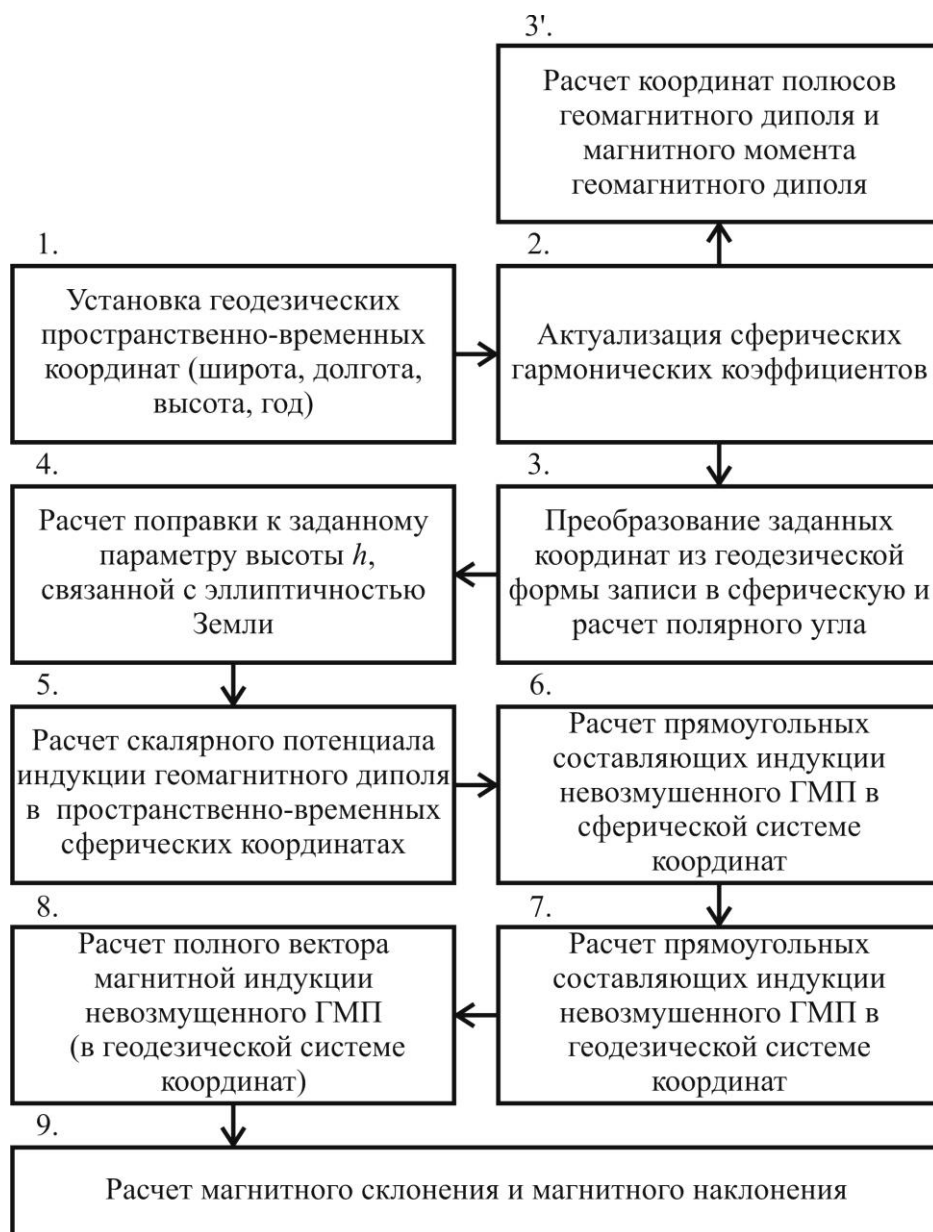 3'.
Расчет координат полюсов
геомагнитного диполя и
магнитного момента
геомагнитного диполя
1.
Установка геодезических
пространственно-временных
координат (широта, долгота,
высота, год)
2.
Актуализация сферических
гармонических коэффициентов
4.
Расчет поправки к заданному
параметру высоты h,
связанной с эллиптичностью
Земли
3.
Преобразование заданных
координат из геодезической
формы записи в сферическую и
расчет полярного угла
5.
Расчет скалярного потенциала
индукции геомагнитного диполя
в пространственно-временных
сферических координатах
6.
Расчет прямоугольных
составляющих индукции
невозмушенного ГМП в
сферической системе
координат
8.
Расчет полного вектора
магнитной индукции
невозмущенного ГМП
(в геодезической системе
координат)
7.
Расчет прямоугольных
составляющих индукции
невозмушенного ГМП в
геодезической системе
координат
9.
Расчет магнитного склонения и магнитного наклонения